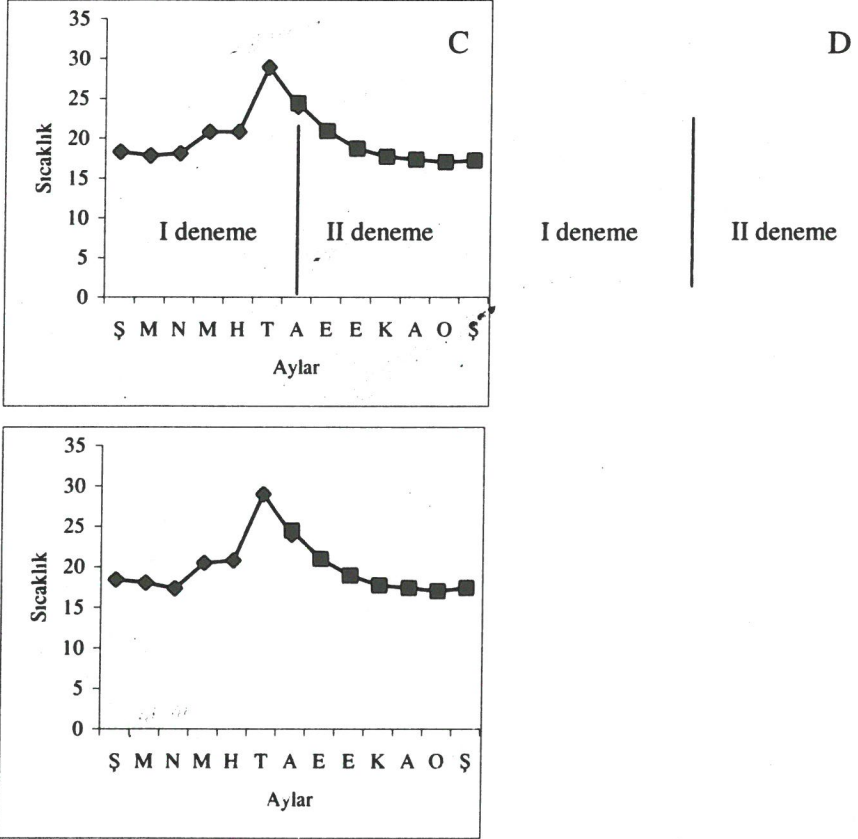 35
C
D
30
25
20
15
10
5
0
Sıcaklık
I deneme
II deneme
I deneme
II deneme
Ş M N M H T A E E K A O Ş
Aylar
35
30
25
20
15
10
5
0
Sıcaklık
Ş M N M H T A E E K A O Ş
Aylar